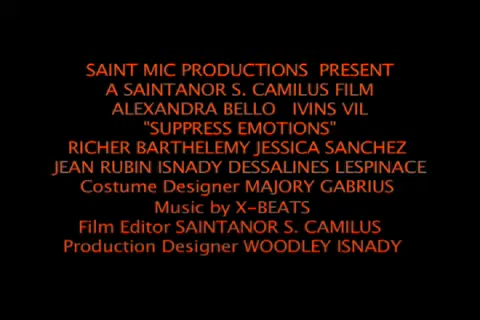 SAINT MIC PRODUCTIONS  PRESENT
A SAINTANOR S. CAMILUS FILM
ALEXANDRA BELLO   IVINS VIL
"SUPPRESS EMOTIONS"
RICHER BARTHELEMY JESSICA SANCHEZ
JEAN RUBIN ISNADY DESSALINES LESPINACE
Costume Designer MAJORY GABRIUS
Music by X-BEATS
Film Editor SAINTANOR S. CAMILUS
Production Designer WOODLEY ISNADY